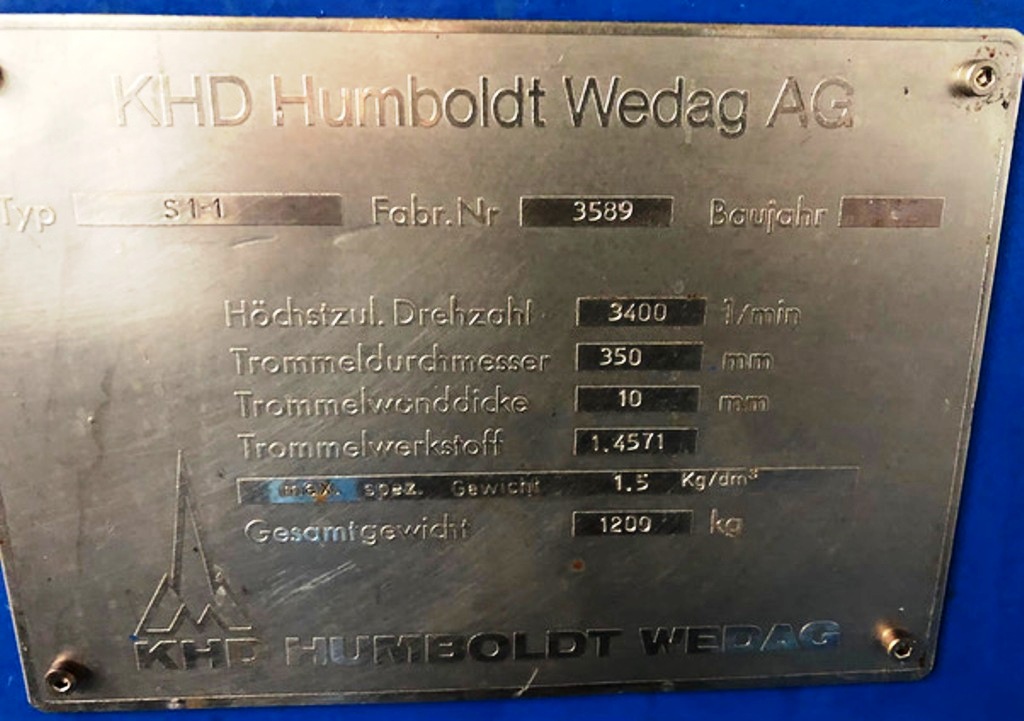 KHD Humboldt Wedag AG
Typ S1-1 Fabr.Nr 3589 Baujahr
Höchstzul. Drehzahl 3400 1/min
Trommeldurchmesser 350 mm
Trommelwanddicke 10 mm
Trommelwerkstoff 1.4571
max. spez. Gewicht 1.5 Kg/dm³
Gesamtgewicht 1200 kg
KHD HUMBOLDT WEDAG